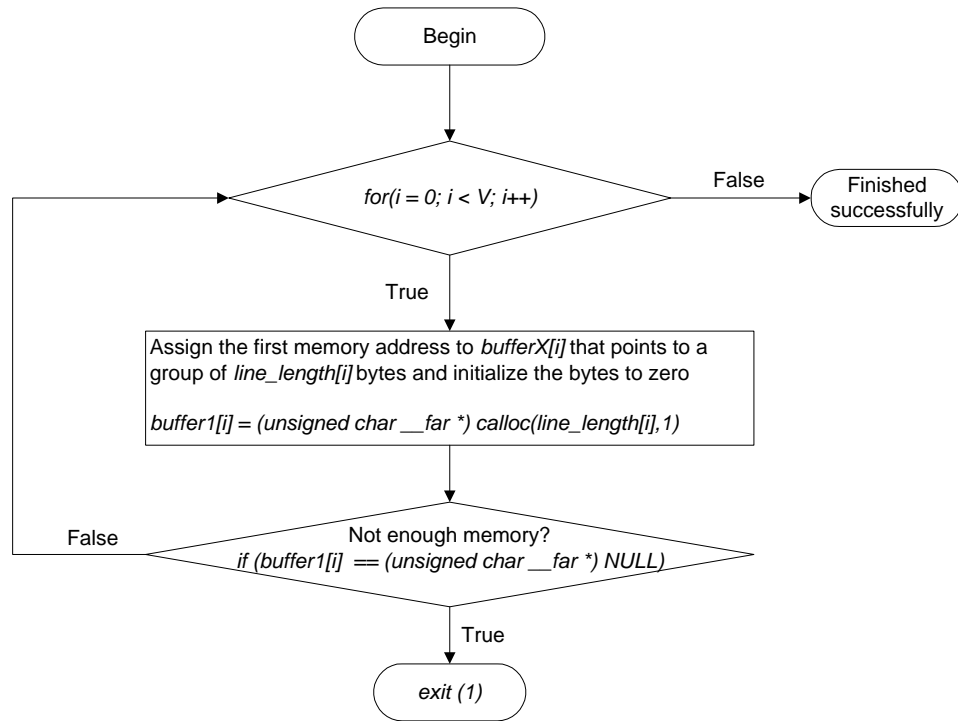 Begin
for(i = 0; i < V; i++)
False
Finished
successfully
True
Assign the first memory address to bufferX[i] that points to a
group of line_length[i] bytes and initialize the bytes to zero
buffer1[i] = (unsigned char __far *) calloc(line_length[i],1)
False
Not enough memory?
if (buffer1[i] == (unsigned char __far *) NULL)
True
exit (1)